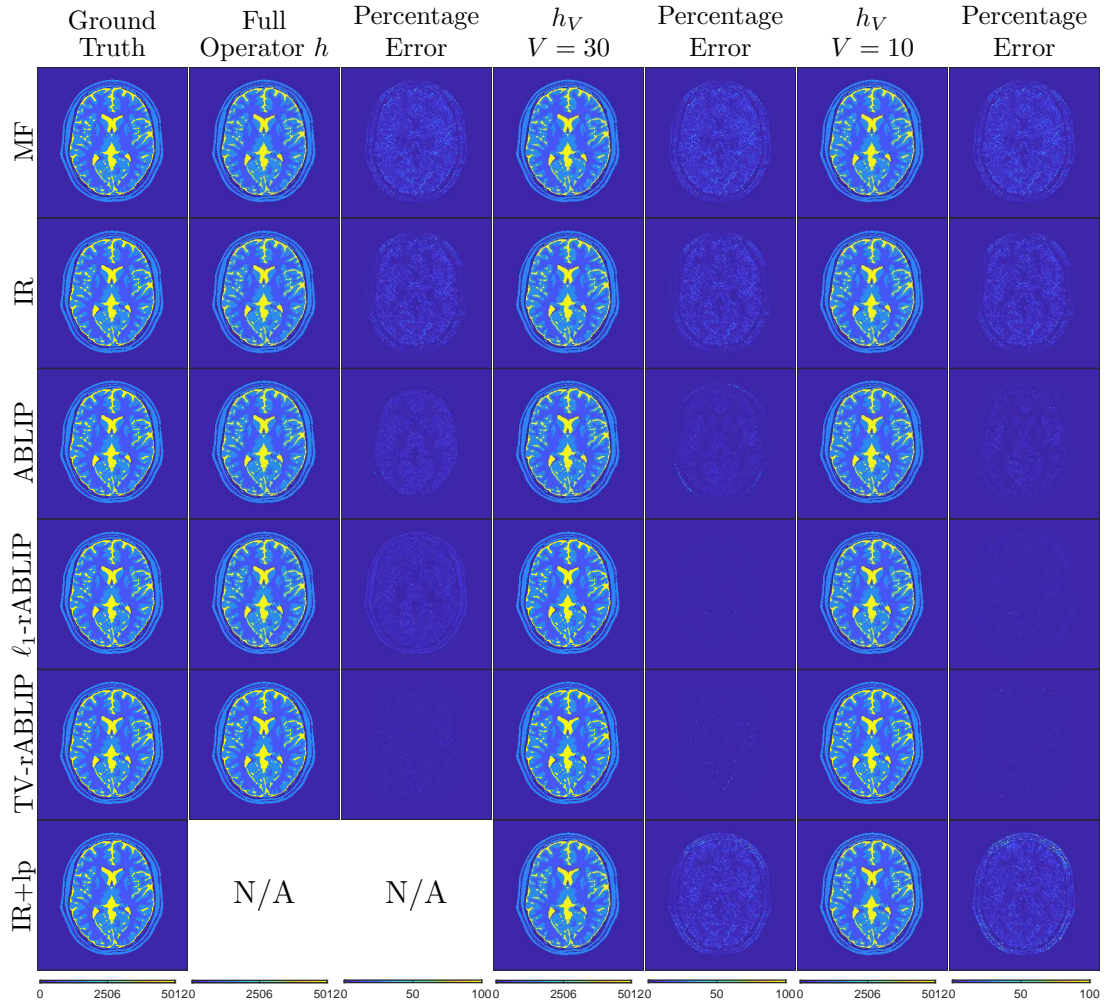 Ground Truth
Full Operator h
Percentage Error
h_V V = 30
Percentage Error
h_V V = 10
Percentage Error
MF
IR
ABLIP
ℓ₁-rABLIP
TV-rABLIP
IR+lp
N/A
N/A
0 2506 5012
0 2506 5012
0 50 100
0 2506 5012
0 50 100
0 2506 5012
0 50 100